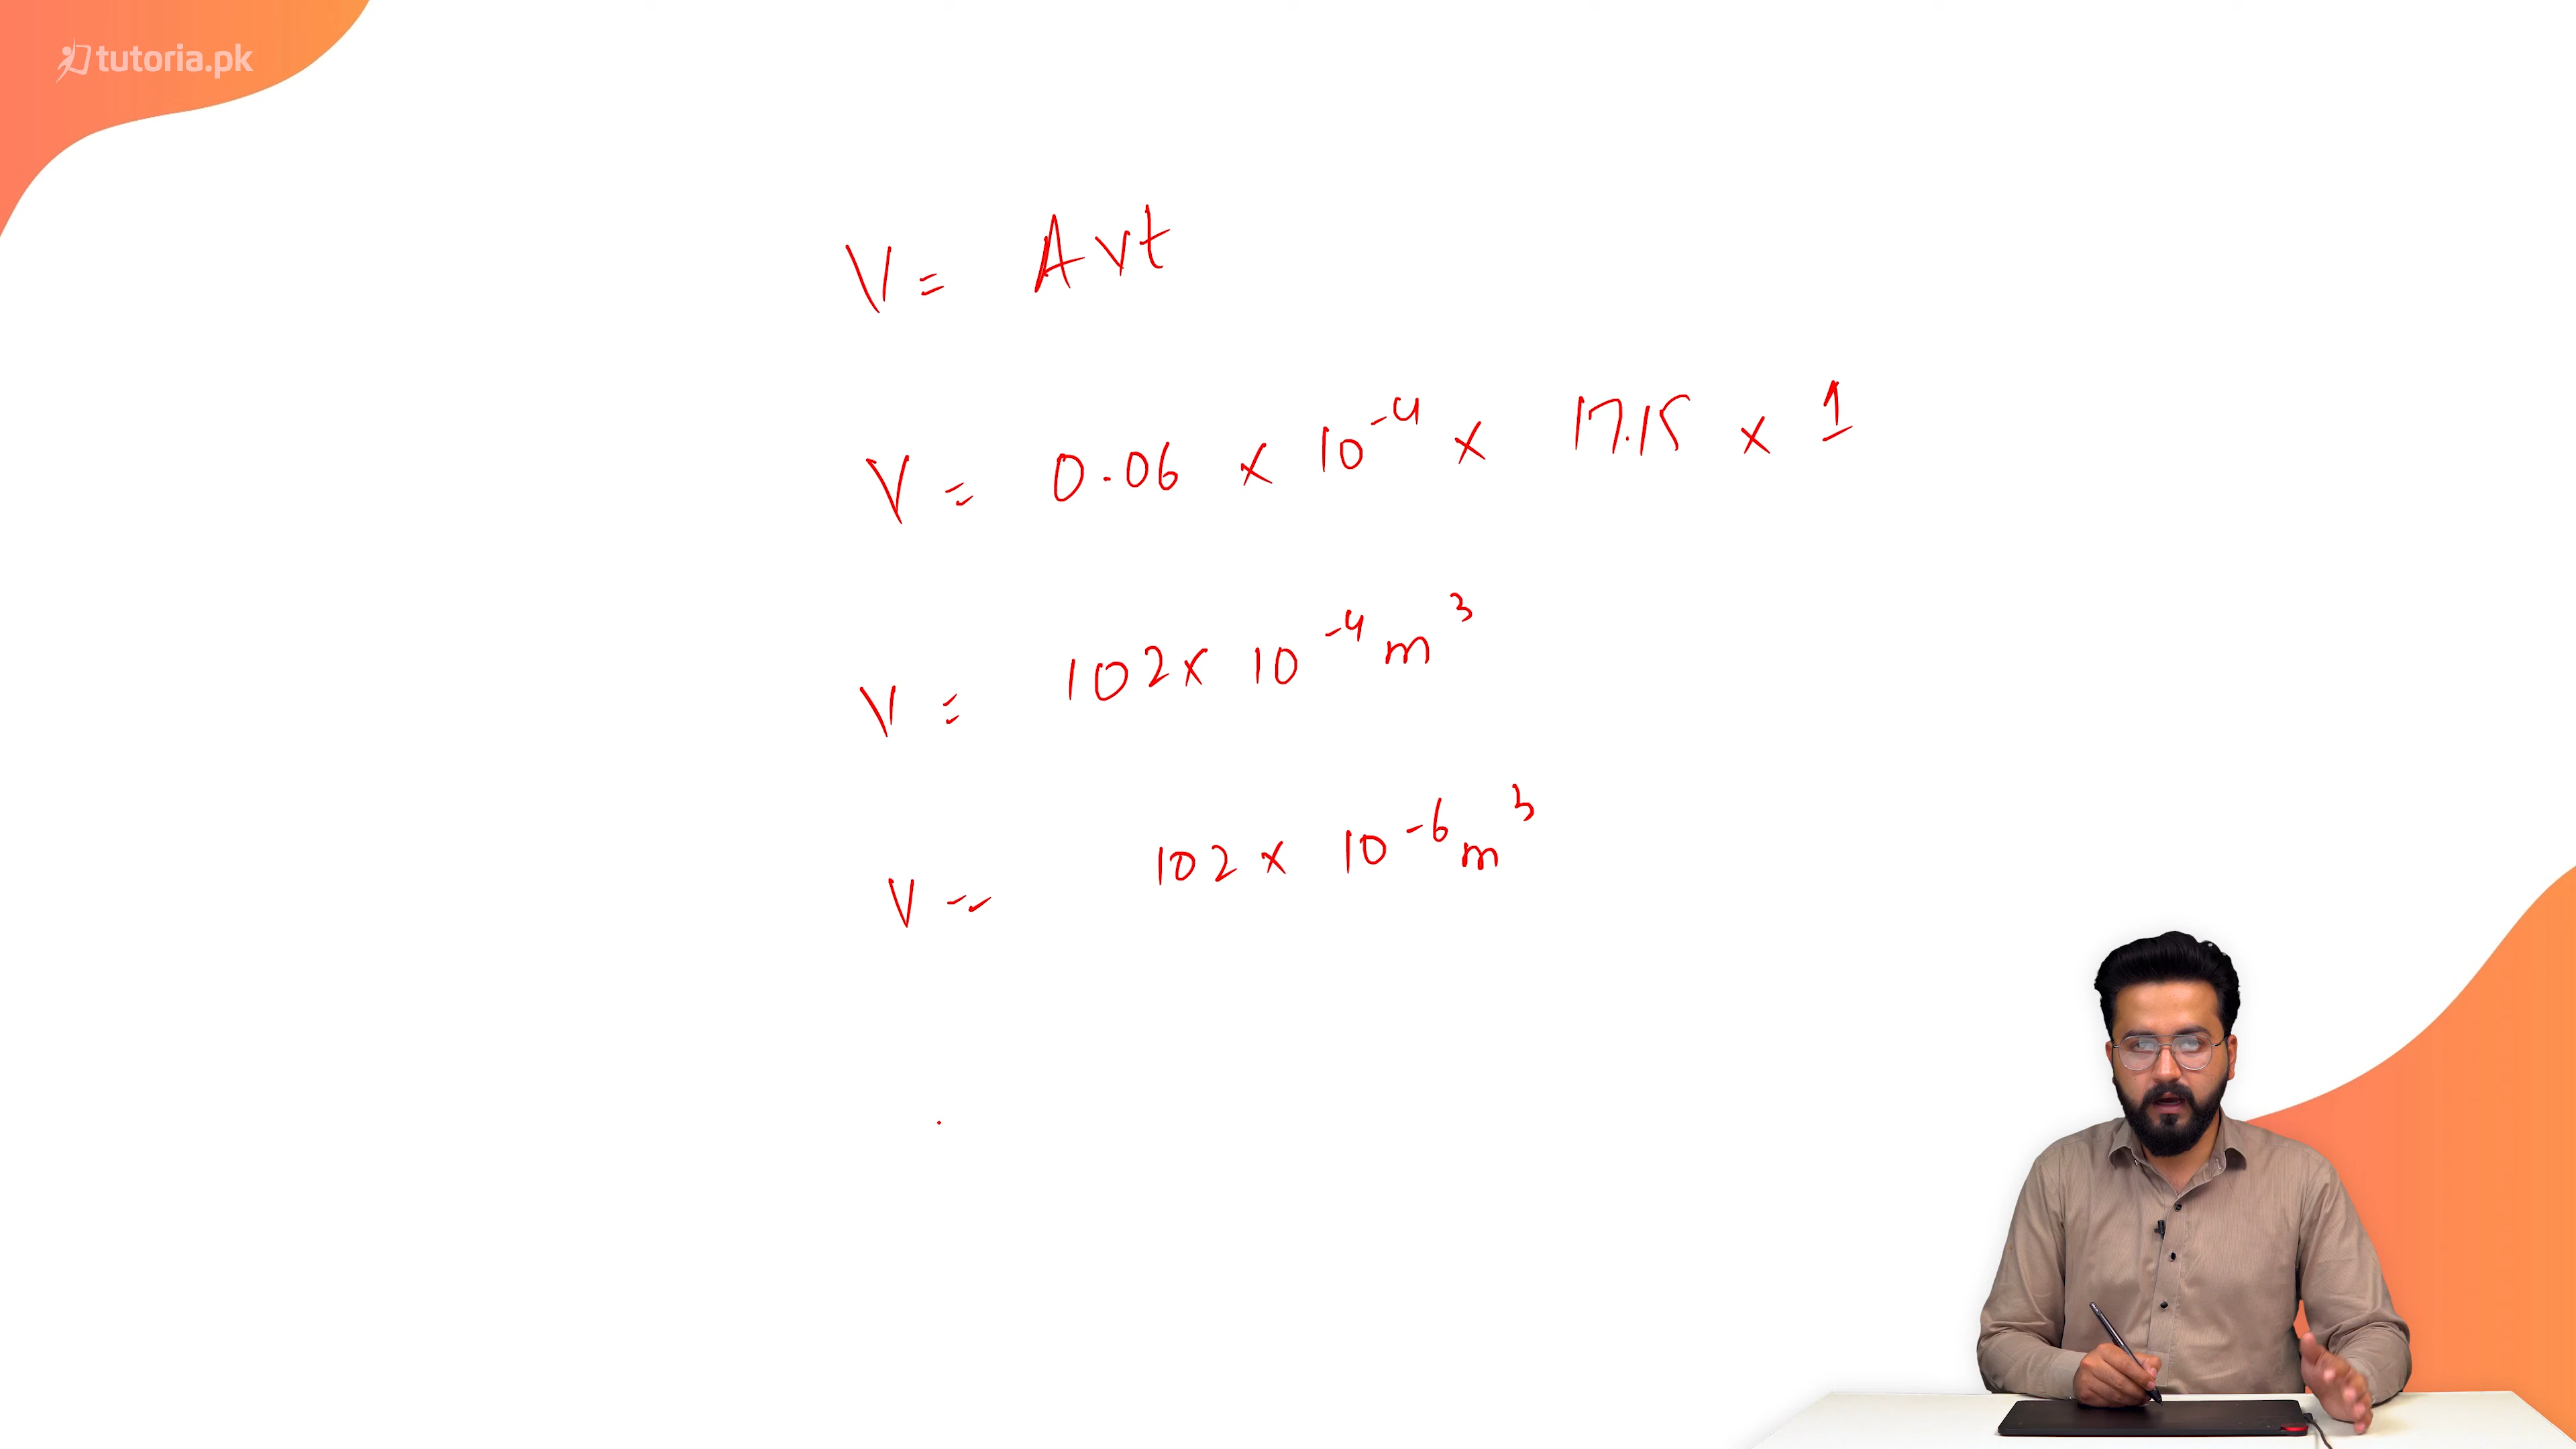 tutoria.pk
V = Avt
V = 0.06 x 10⁻⁴ x 17.15 x 1
V = 102 x 10⁻⁴ m³
V = 102 x 10⁻⁶ m³